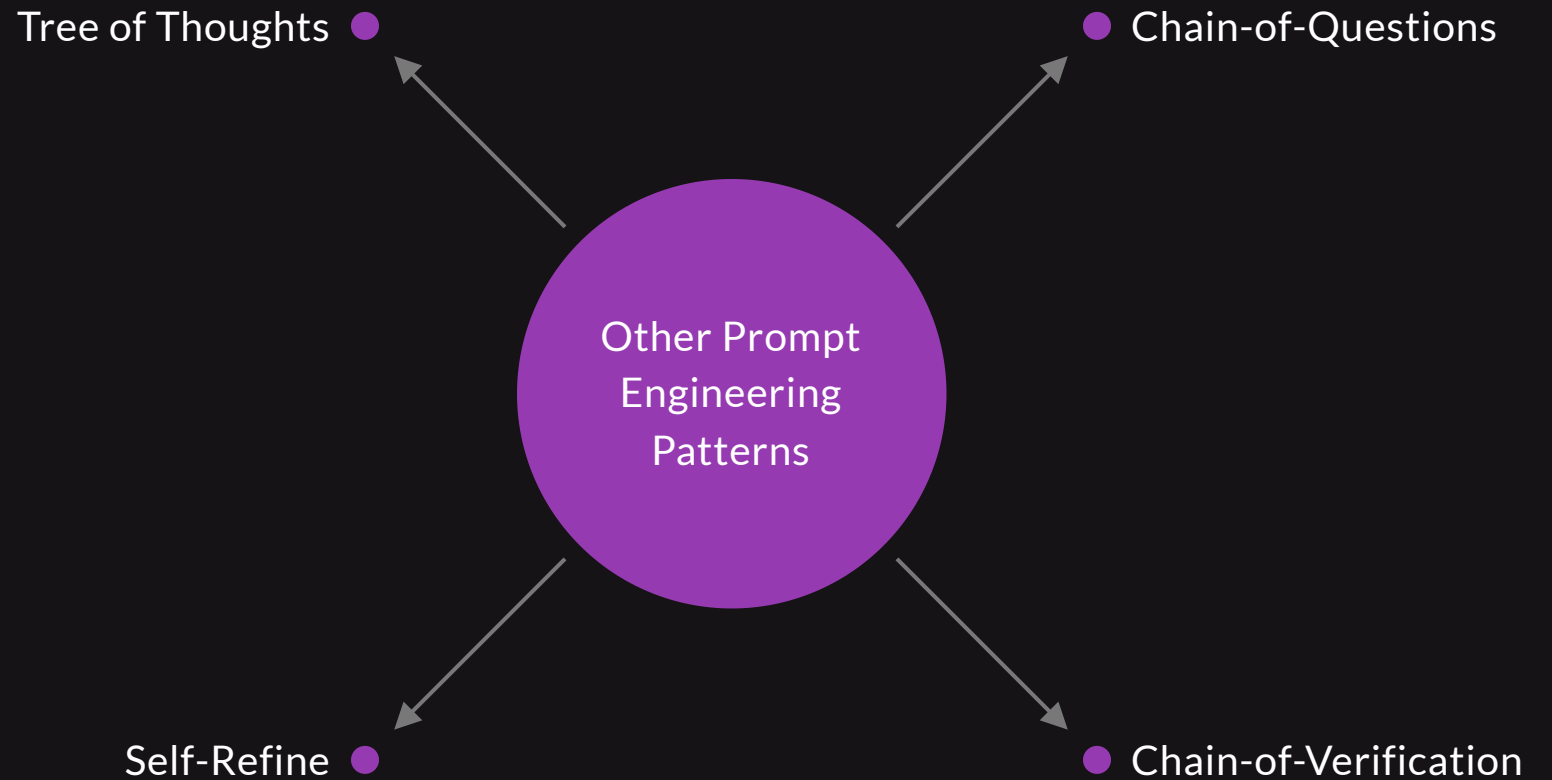 Tree of Thoughts
Chain-of-Questions
Other Prompt
Engineering
Patterns
Self-Refine
Chain-of-Verification